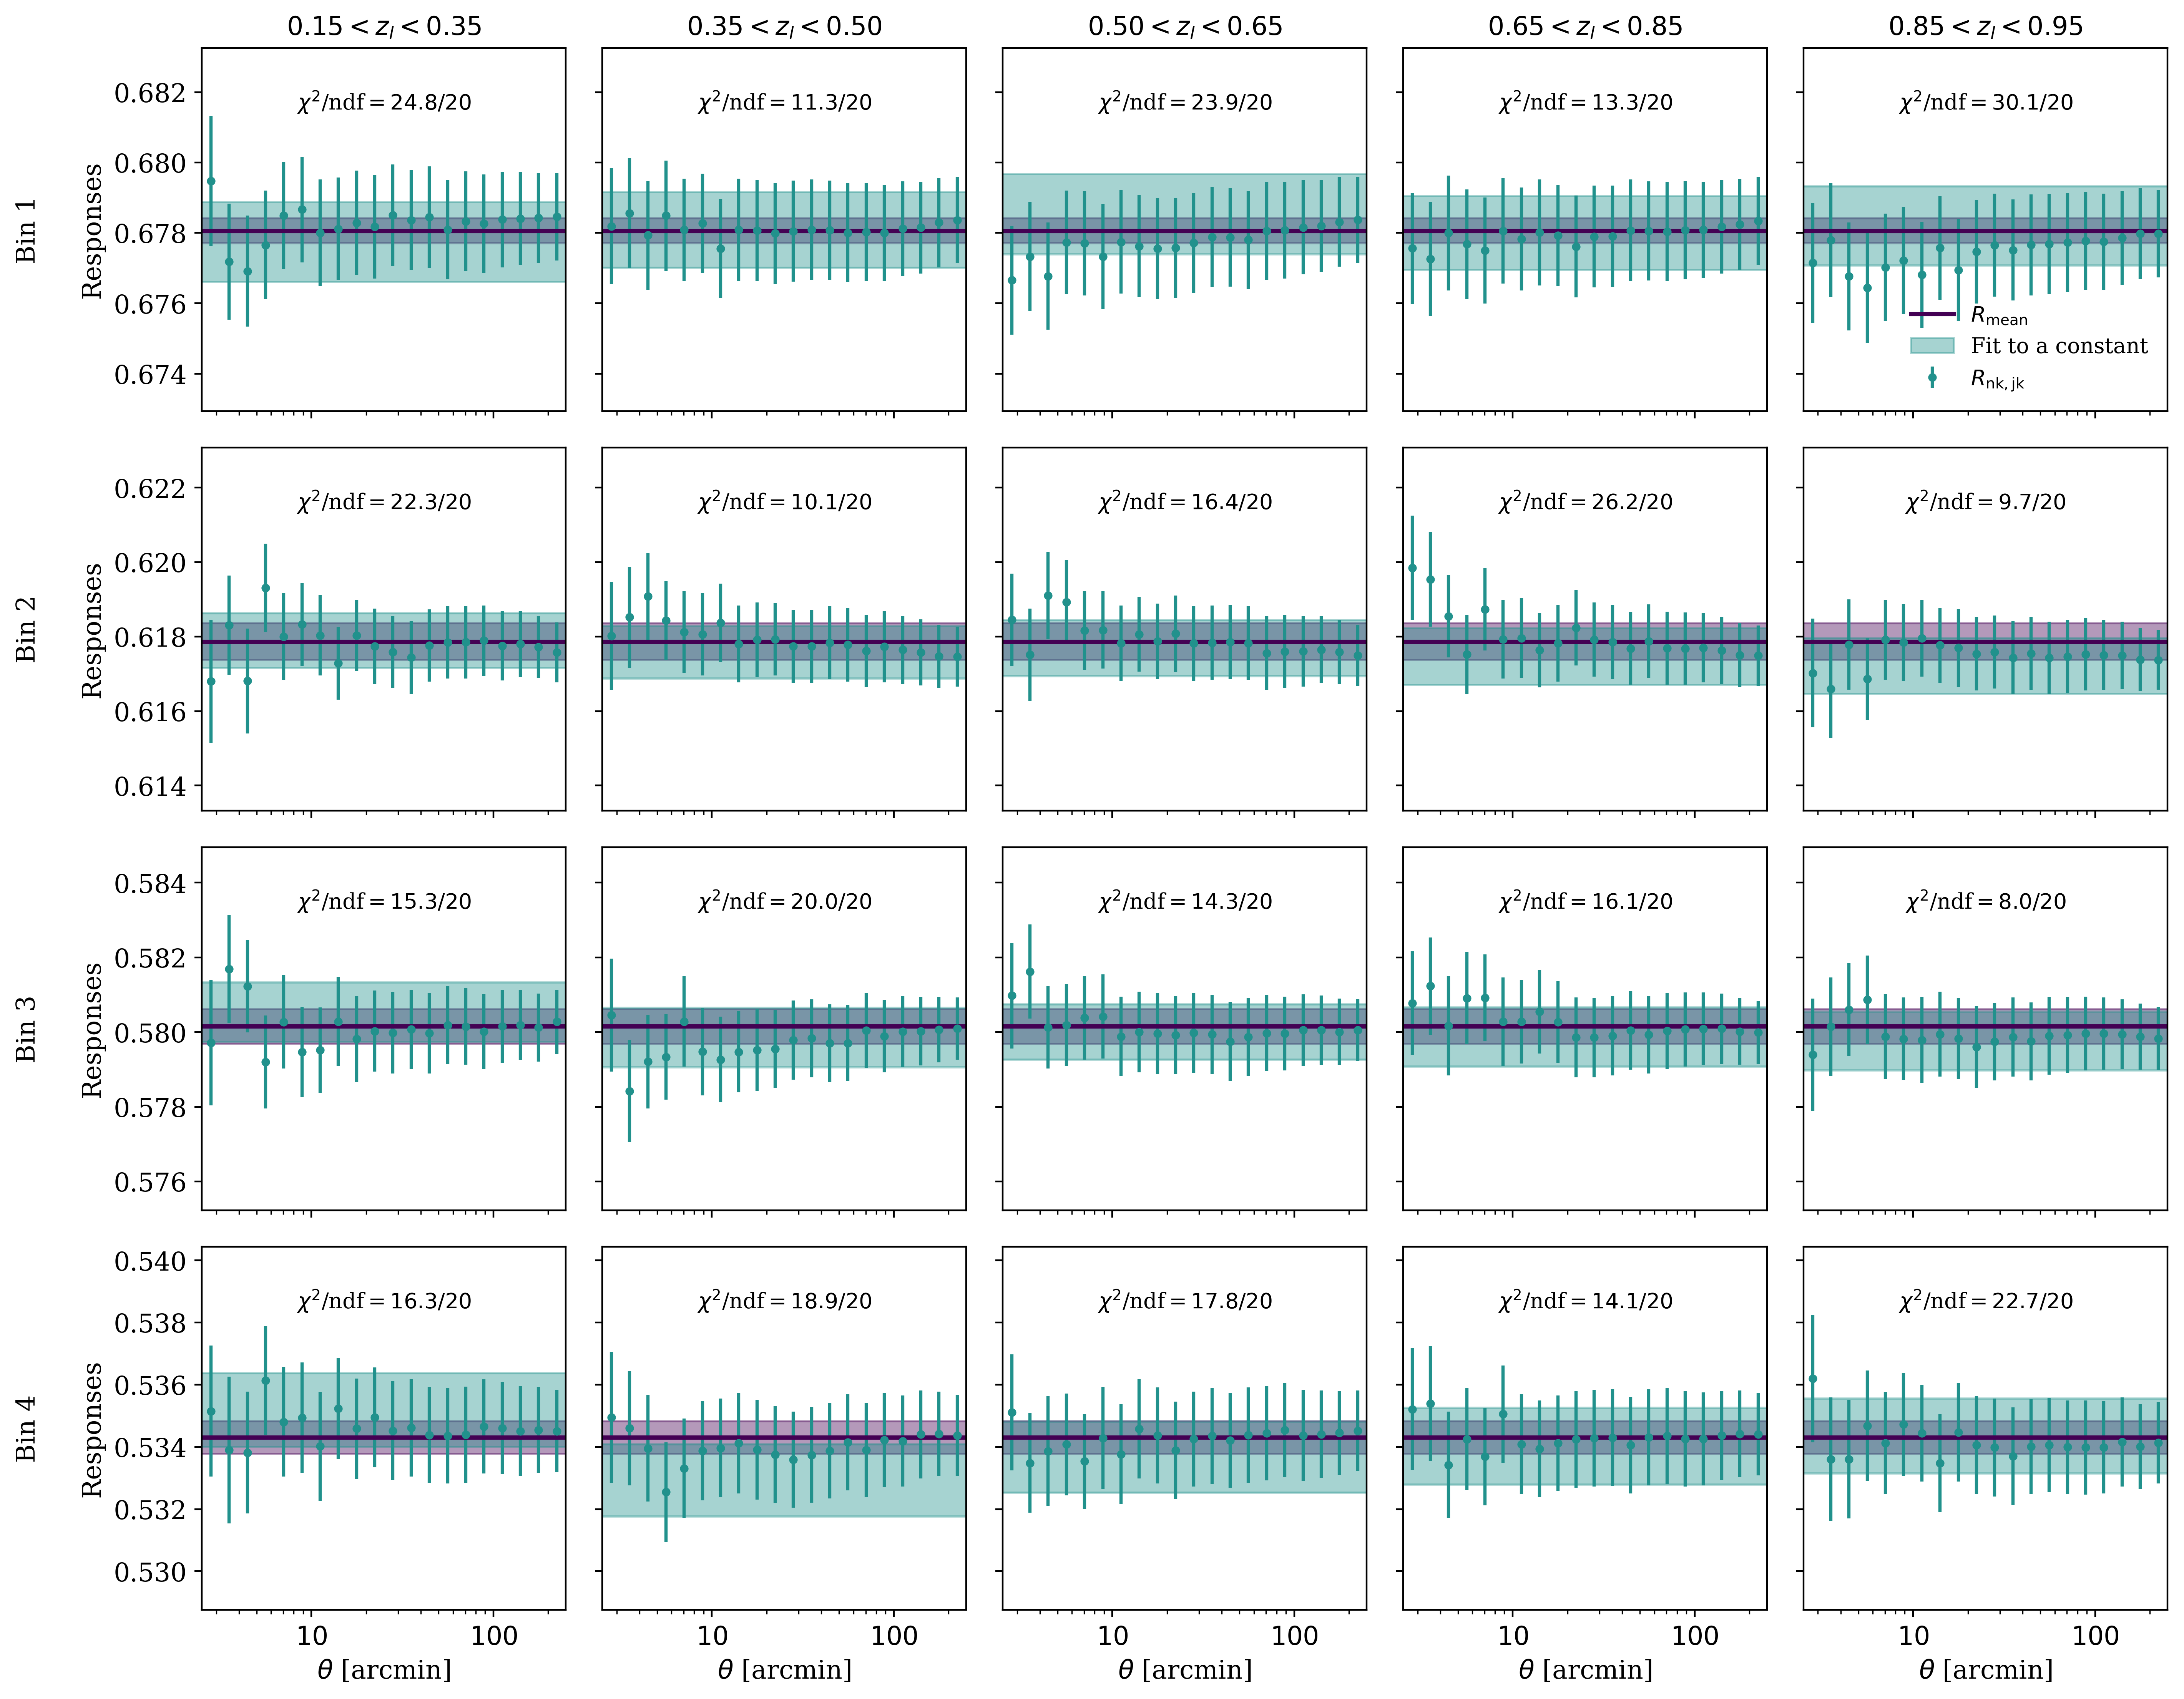 0.15 < z_l < 0.35
0.35 < z_l < 0.50
0.50 < z_l < 0.65
0.65 < z_l < 0.85
0.85 < z_l < 0.95
Bin 1
Responses
0.682
0.680
0.678
0.676
0.674
χ²/ndf = 24.8/20
χ²/ndf = 11.3/20
χ²/ndf = 23.9/20
χ²/ndf = 13.3/20
χ²/ndf = 30.1/20
R_mean
Fit to a constant
R_nk, jk
Bin 2
Responses
0.622
0.620
0.618
0.616
0.614
χ²/ndf = 22.3/20
χ²/ndf = 10.1/20
χ²/ndf = 16.4/20
χ²/ndf = 26.2/20
χ²/ndf = 9.7/20
Bin 3
Responses
0.584
0.582
0.580
0.578
0.576
χ²/ndf = 15.3/20
χ²/ndf = 20.0/20
χ²/ndf = 14.3/20
χ²/ndf = 16.1/20
χ²/ndf = 8.0/20
Bin 4
Responses
0.540
0.538
0.536
0.534
0.532
0.530
χ²/ndf = 16.3/20
χ²/ndf = 18.9/20
χ²/ndf = 17.8/20
χ²/ndf = 14.1/20
χ²/ndf = 22.7/20
10 100
10 100
10 100
10 100
10 100
θ [arcmin]
θ [arcmin]
θ [arcmin]
θ [arcmin]
θ [arcmin]